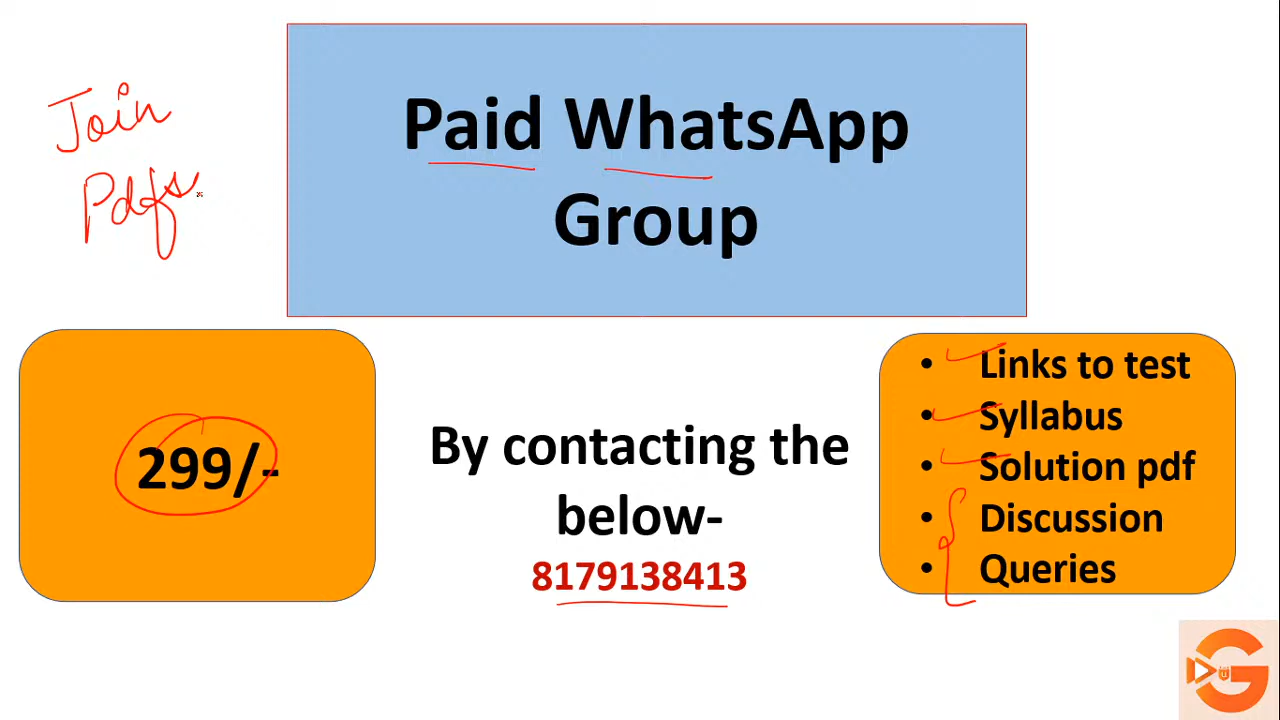 Join
Pdfs
Paid WhatsApp
Group
299/-
By contacting the
below-
8179138413
• Links to test
• Syllabus
• Solution pdf
• Discussion
• Queries
G